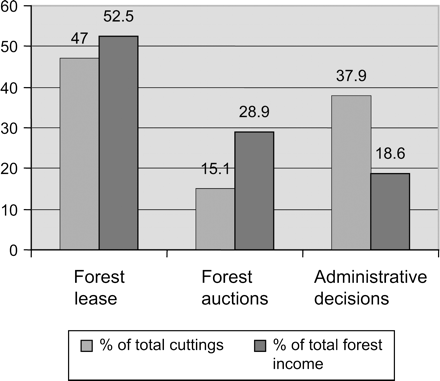 60
50
40
30
20
10
0
47
52.5
15.1
28.9
37.9
18.6
Forest
lease
Forest
auctions
Administrative
decisions
% of total cuttings
% of total forest
income